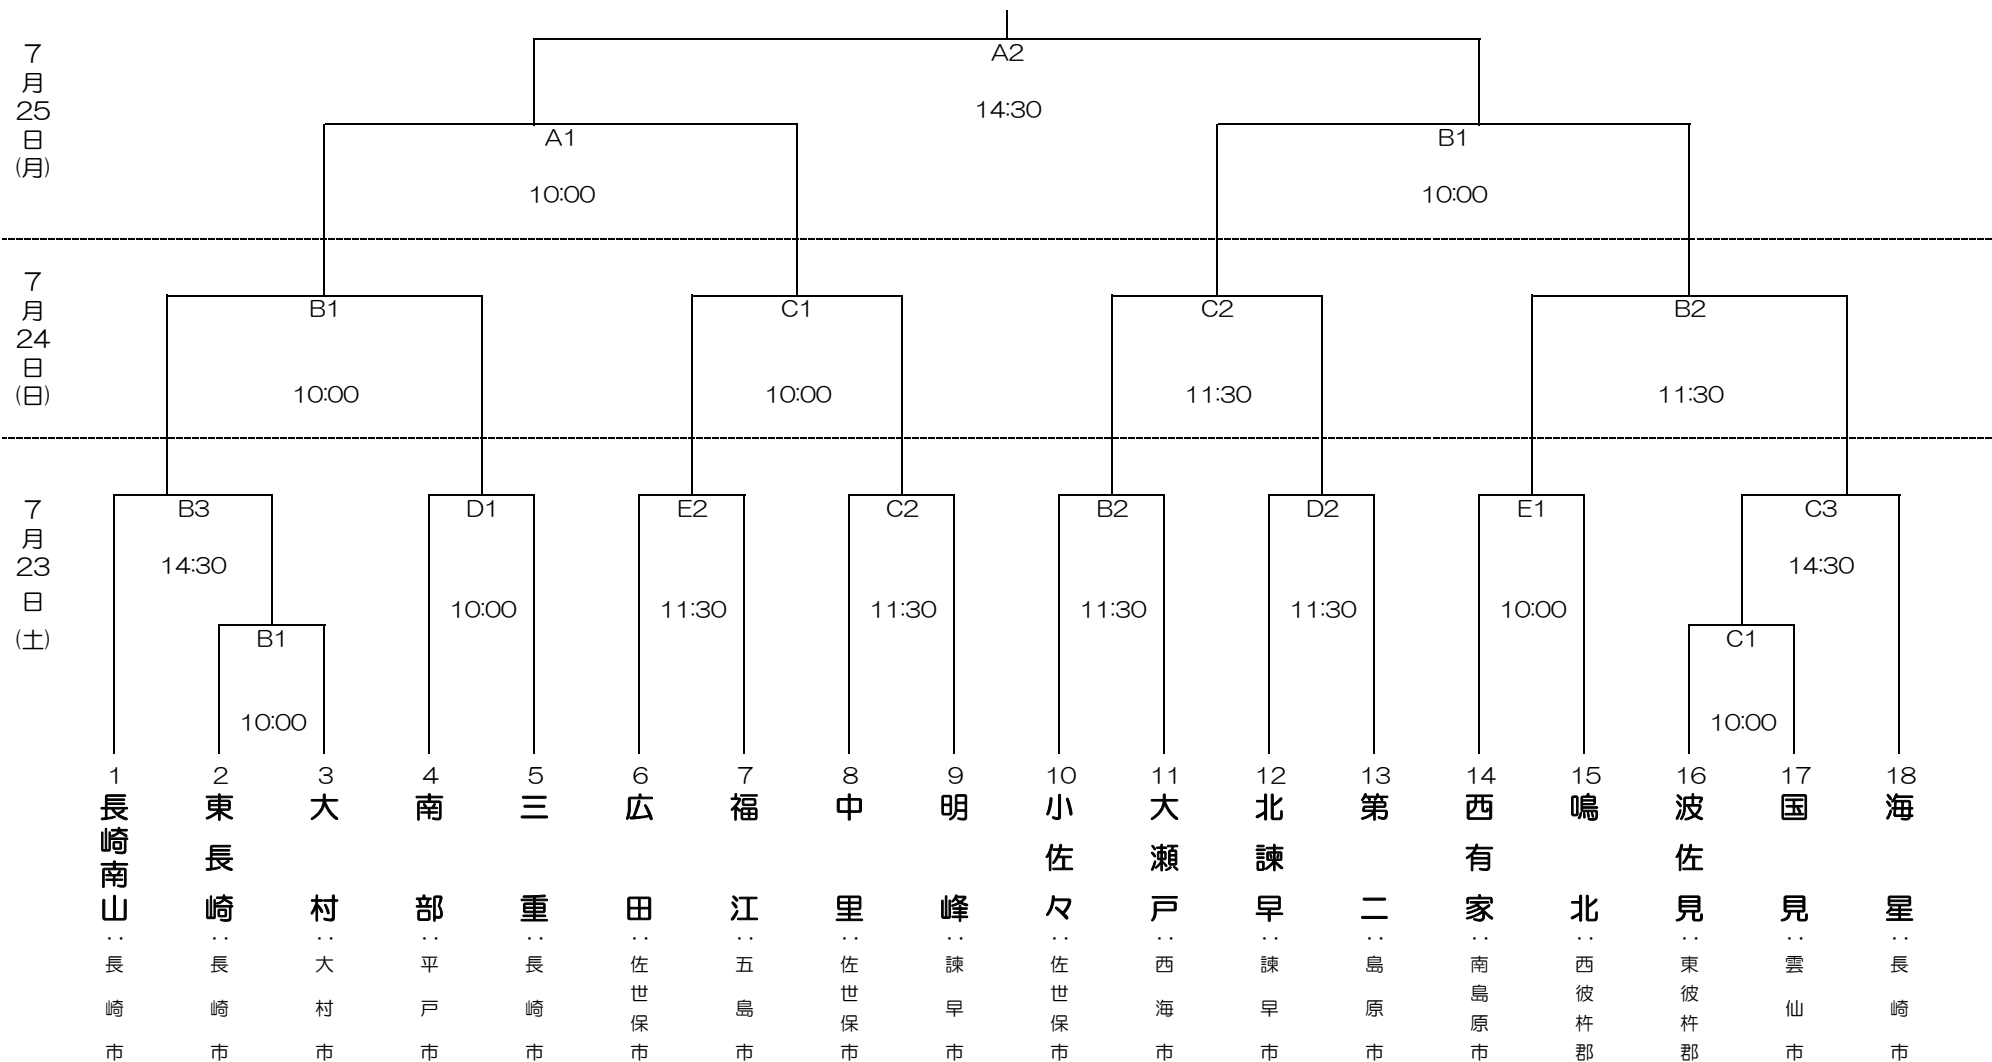 7月25日(月)
A2
14:30
A1
B1
10:00
10:00
7月24日(日)
B1
C1
C2
B2
10:00
10:00
11:30
11:30
7月23日(土)
B3
D1
E2
C2
B2
D2
E1
C3
14:30
14:30
10:00
11:30
11:30
11:30
11:30
10:00
B1
C1
10:00
10:00
1 長崎南山:長崎市
2 東長崎:長崎市
3 大村:大村市
4 南部:平戸市
5 三重:長崎市
6 広田:佐世保市
7 福江:五島市
8 中里:佐世保市
9 明峰:諫早市
10 小佐々:佐世保市
11 大瀬戸:西海市
12 北諫早:諫早市
13 第二:島原市
14 西有家:南島原市
15 鳴北:西彼杵郡
16 波佐見:東彼杵郡
17 国見:雲仙市
18 海星:長崎市